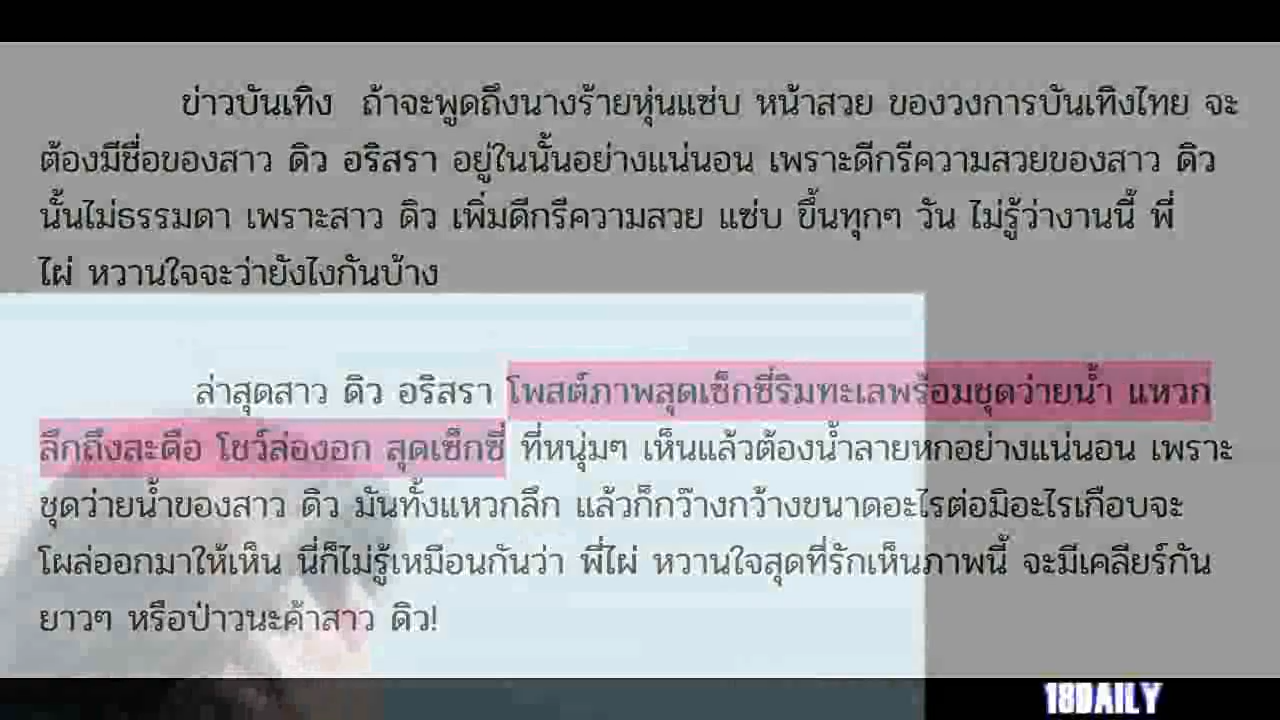 ข่าวบันเทิง ถ้าจะพูดถึงนางร้ายหุ่นแซ่บ หน้าสวย ของวงการบันเทิงไทย จะ
ต้องมีชื่อของสาว ดิว อริสรา อยู่ในนั้นอย่างแน่นอน เพราะดีกรีความสวยของสาว ดิว
นั้นไม่ธรรมดา เพราะสาว ดิว เพิ่มดีกรีความสวย แซ่บ ขึ้นทุกๆ วัน ไม่รู้ว่างานนี้ พี่
ไผ่ หวานใจจะว่ายังไงกันบ้าง
ล่าสุดสาว ดิว อริสรา โพสต์ภาพสุดเซ็กซี่ริมทะเลพร้อมชุดว่ายน้ำ แหวก
ลึกถึงสะดือ โชว์ล่องอก สุดเซ็กซี่ ที่หนุ่มๆ เห็นแล้วต้องน้ำลายหกอย่างแน่นอน เพราะ
ชุดว่ายน้ำของสาว ดิว มันทั้งแหวกลึก แล้วก็กว๊างกว้างขนาดอะไรต่อมิอะไรเกือบจะ
โผล่ออกมาให้เห็น นี่ก็ไม่รู้เหมือนกันว่า พี่ไผ่ หวานใจสุดที่รักเห็นภาพนี้ จะมีเคลียร์กัน
ยาวๆ หรือป่าวนะค้าสาว ดิว!
18DAILY